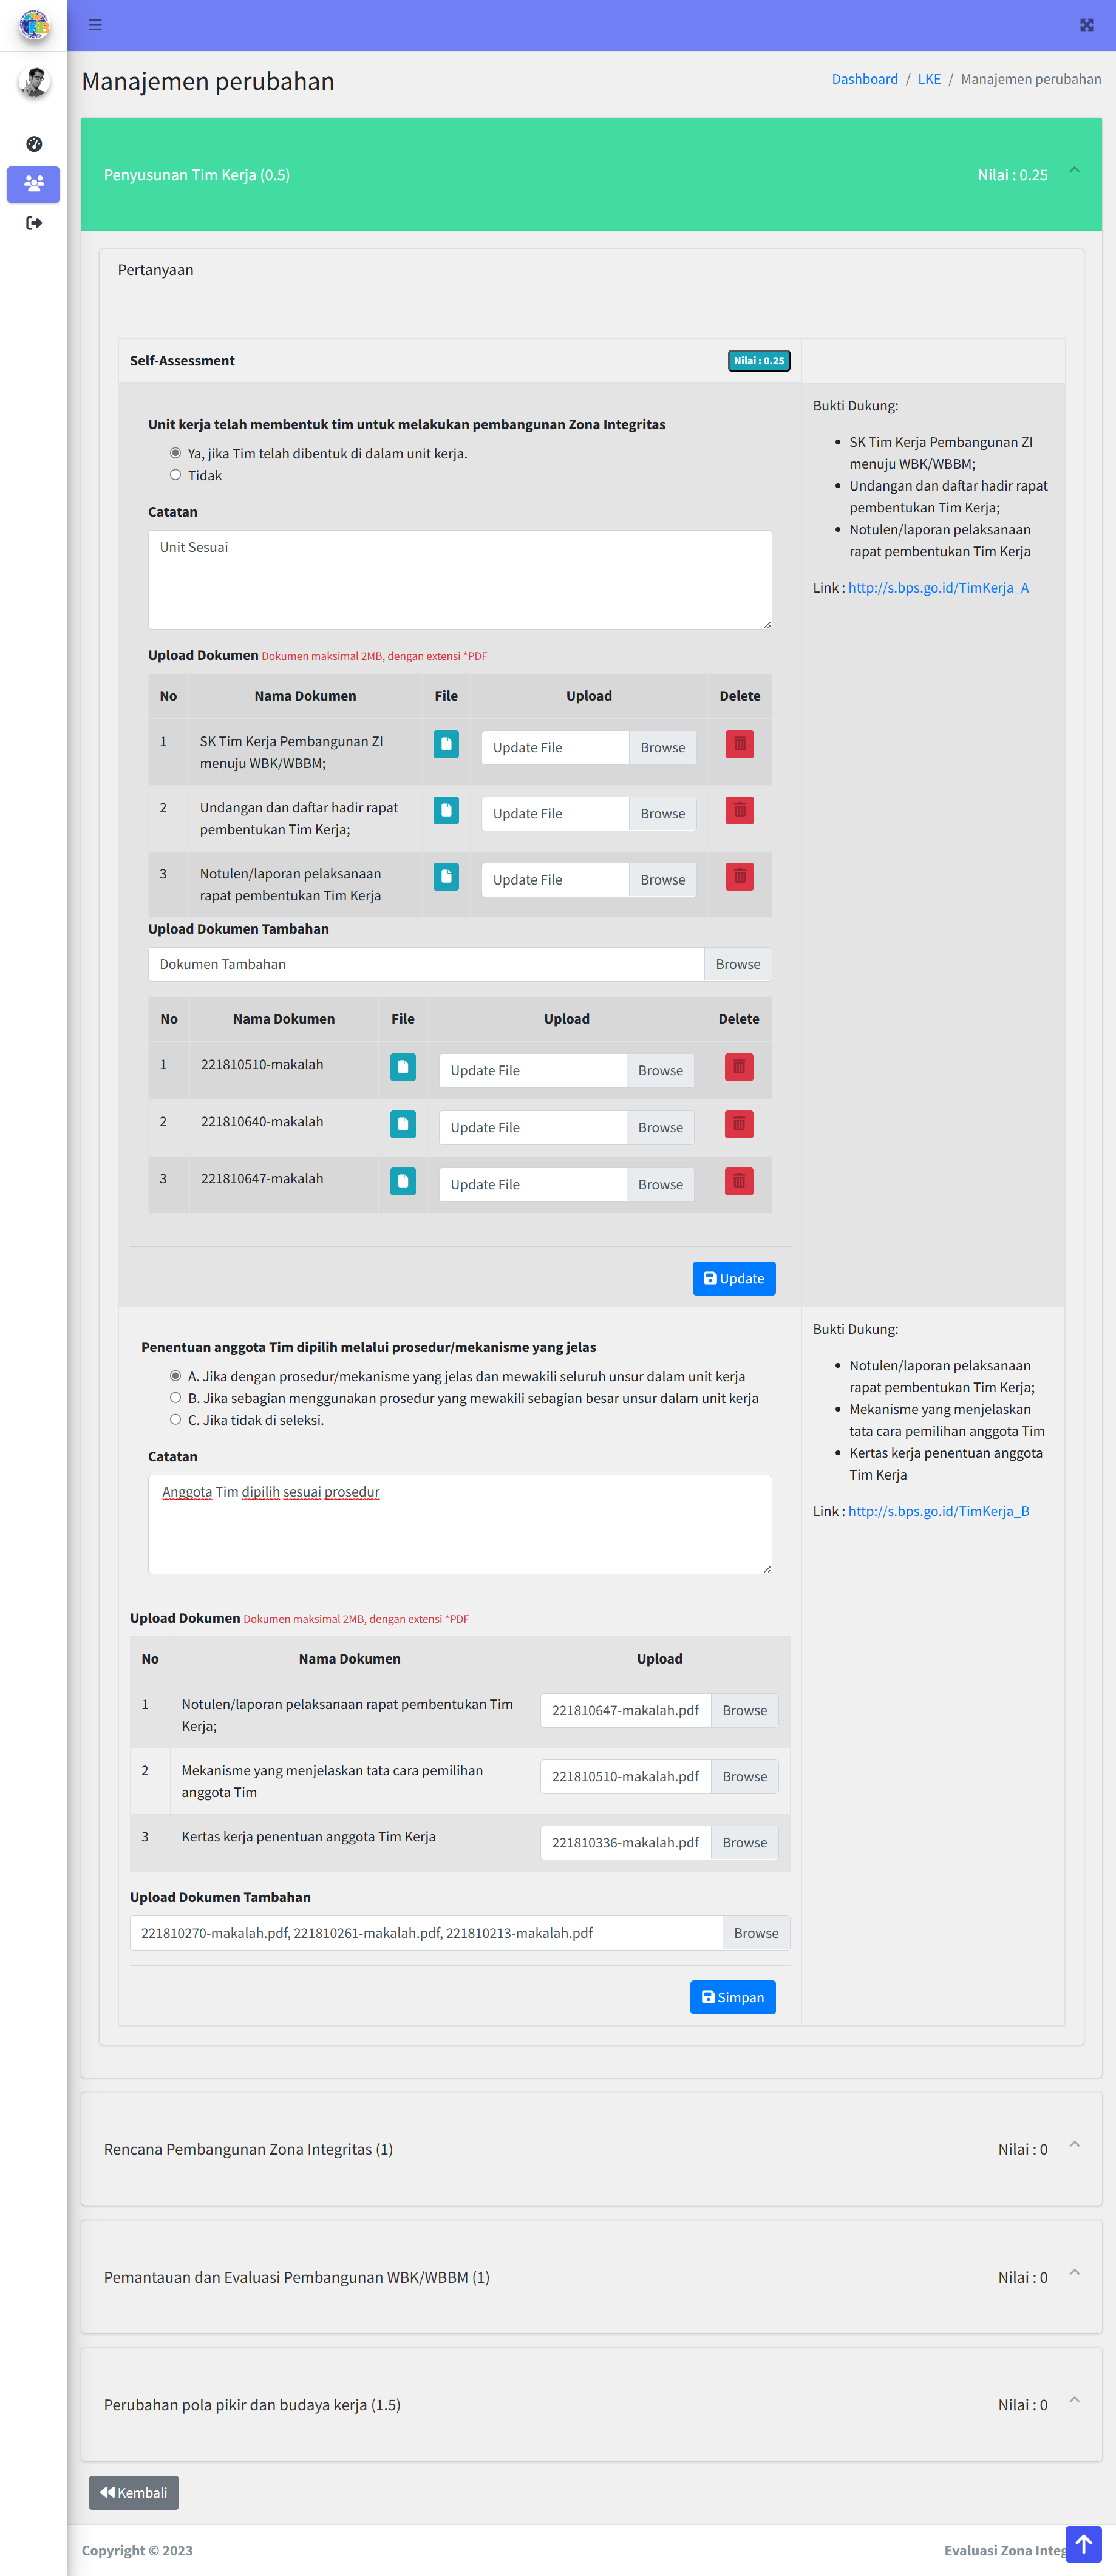 Manajemen perubahan
Dashboard / LKE / Manajemen perubahan
Penyusunan Tim Kerja (0.5)
Nilai : 0.25
Pertanyaan
Self-Assessment
Nilai : 0.25
Unit kerja telah membentuk tim untuk melakukan pembangunan Zona Integritas
Ya, jika Tim telah dibentuk di dalam unit kerja.
Tidak
Catatan
Unit Sesuai
Bukti Dukung:
SK Tim Kerja Pembangunan ZI
menuju WBK/WBBM;
Undangan dan daftar hadir rapat
pembentukan Tim Kerja;
Notulen/laporan pelaksanaan
rapat pembentukan Tim Kerja
Link : http://s.bps.go.id/TimKerja_A
Upload Dokumen Dokumen maksimal 2MB, dengan extensi *PDF
No Nama Dokumen File Upload Delete
1 SK Tim Kerja Pembangunan ZI
menuju WBK/WBBM;
Update File Browse
2 Undangan dan daftar hadir rapat
pembentukan Tim Kerja;
Update File Browse
3 Notulen/laporan pelaksanaan
rapat pembentukan Tim Kerja
Update File Browse
Upload Dokumen Tambahan
Dokumen Tambahan Browse
No Nama Dokumen File Upload Delete
1 221810510-makalah Update File Browse
2 221810640-makalah Update File Browse
3 221810647-makalah Update File Browse
Update
Penentuan anggota Tim dipilih melalui prosedur/mekanisme yang jelas
A. Jika dengan prosedur/mekanisme yang jelas dan mewakili seluruh unsur dalam unit kerja
B. Jika sebagian menggunakan prosedur yang mewakili sebagian besar unsur dalam unit kerja
C. Jika tidak di seleksi.
Catatan
Anggota Tim dipilih sesuai prosedur
Bukti Dukung:
Notulen/laporan pelaksanaan
rapat pembentukan Tim Kerja;
Mekanisme yang menjelaskan
tata cara pemilihan anggota Tim
Kertas kerja penentuan anggota
Tim Kerja
Link : http://s.bps.go.id/TimKerja_B
Upload Dokumen Dokumen maksimal 2MB, dengan extensi *PDF
No Nama Dokumen Upload
1 Notulen/laporan pelaksanaan rapat pembentukan Tim
Kerja;
221810647-makalah.pdf Browse
2 Mekanisme yang menjelaskan tata cara pemilihan
anggota Tim
221810510-makalah.pdf Browse
3 Kertas kerja penentuan anggota Tim Kerja
221810336-makalah.pdf Browse
Upload Dokumen Tambahan
221810270-makalah.pdf, 221810261-makalah.pdf, 221810213-makalah.pdf Browse
Simpan
Rencana Pembangunan Zona Integritas (1)
Nilai : 0
Pemantauan dan Evaluasi Pembangunan WBK/WBBM (1)
Nilai : 0
Perubahan pola pikir dan budaya kerja (1.5)
Nilai : 0
Kembali
Copyright © 2023
Evaluasi Zona Integ